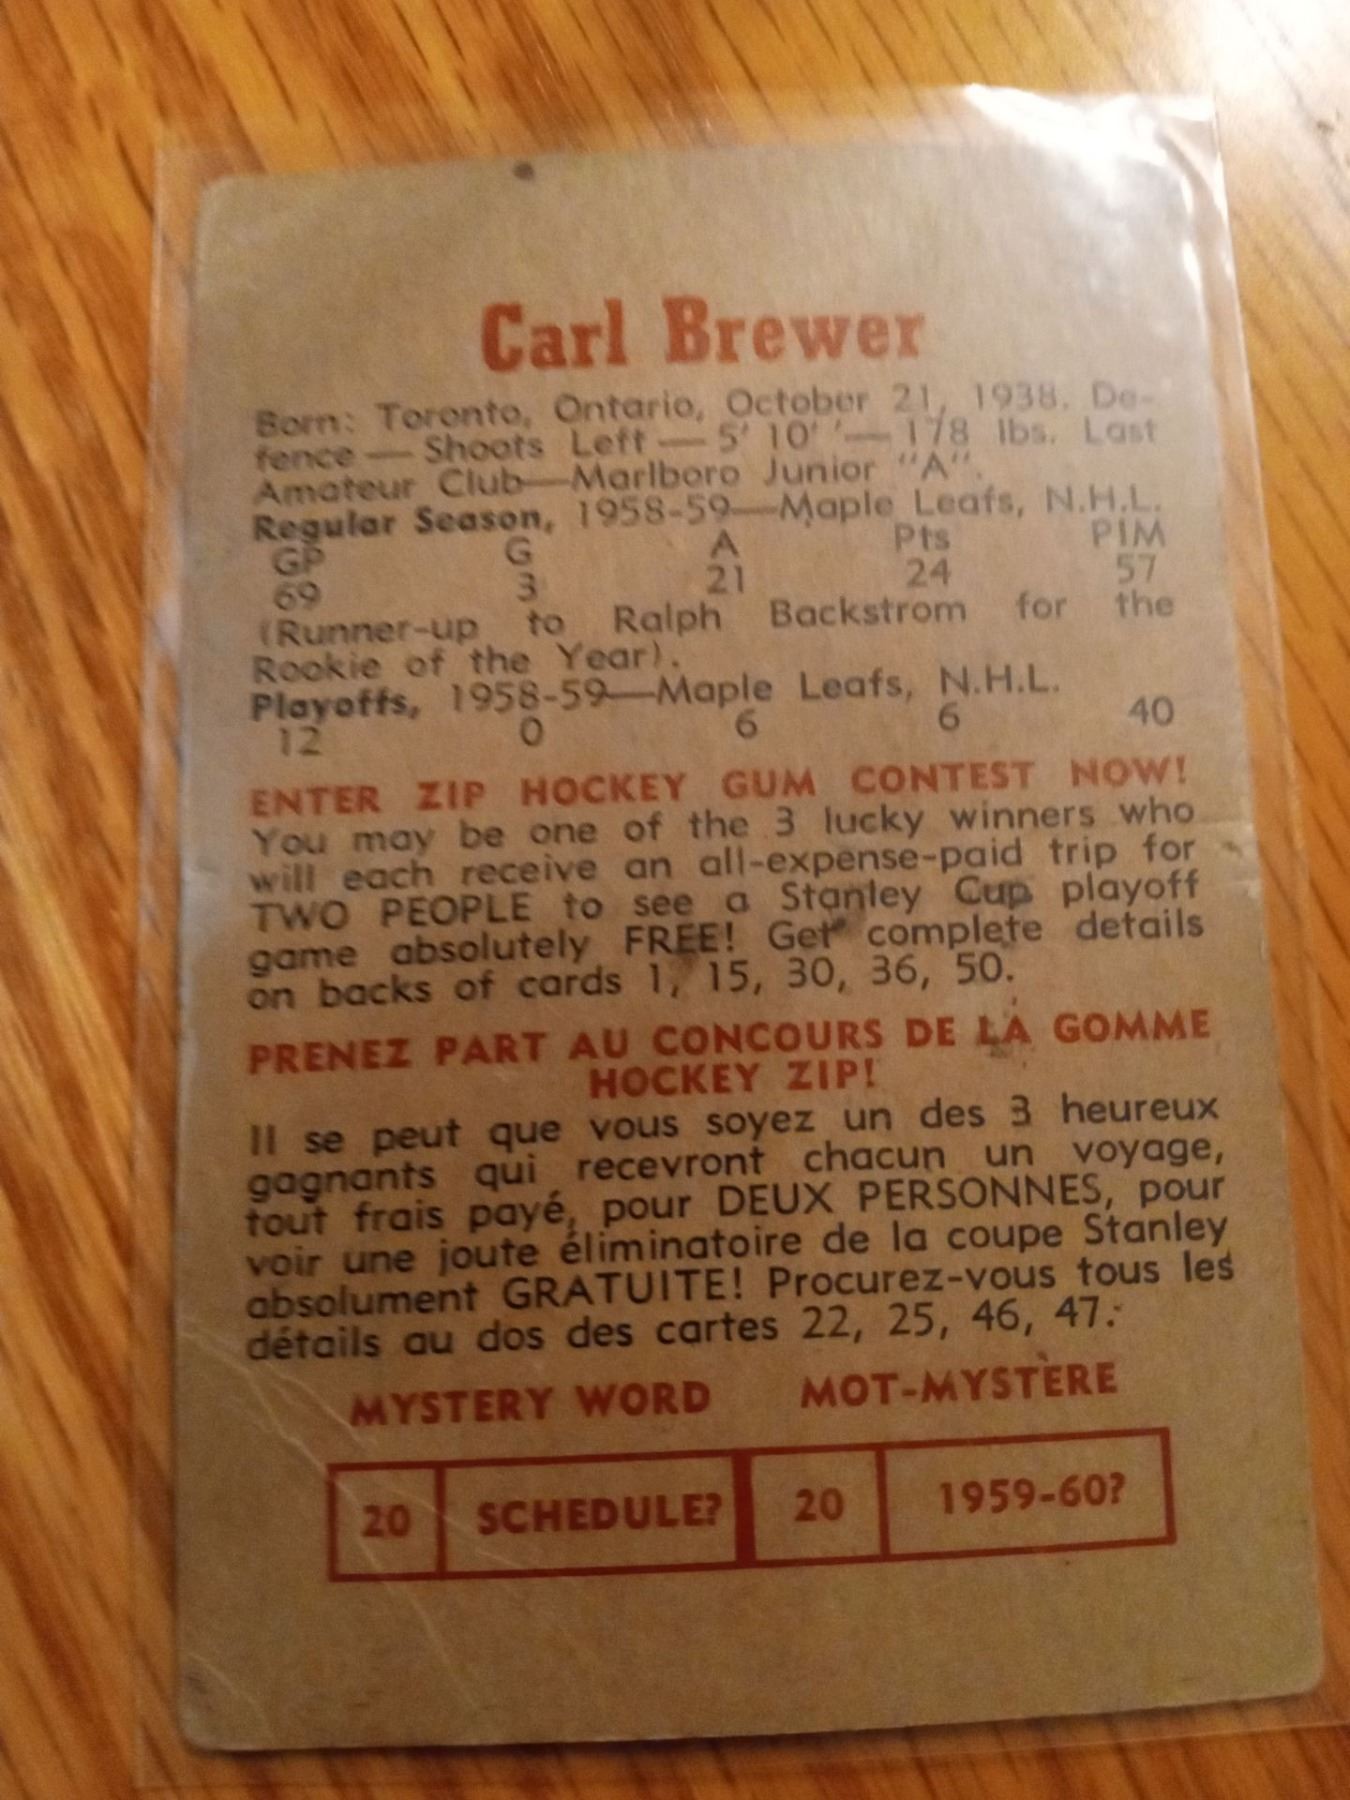 Carl Brewer
Born: Toronto, Ontario, October 21, 1938. De-
fence — Shoots Left — 5' 10' ' — 178 lbs. Last
Amateur Club—Marlboro Junior "A".
Regular Season, 1958-59—Maple Leafs, N.H.L.
GP G A Pts PIM
69 3 21 24 57
(Runner-up to Ralph Backstrom for the
Rookie of the Year).
Playoffs, 1958-59—Maple Leafs, N.H.L.
12 0 6 6 40
ENTER ZIP HOCKEY GUM CONTEST NOW!
You may be one of the 3 lucky winners who
will each receive an all-expense-paid trip for
TWO PEOPLE to see a Stanley Cup playoff
game absolutely FREE! Get complete details
on backs of cards 1, 15, 30, 36, 50.
PRENEZ PART AU CONCOURS DE LA GOMME
HOCKEY ZIP!
Il se peut que vous soyez un des 3 heureux
gagnants qui recevront chacun un voyage,
tout frais payé, pour DEUX PERSONNES, pour
voir une joute éliminatoire de la coupe Stanley
absolument GRATUITE! Procurez-vous tous les
détails au dos des cartes 22, 25, 46, 47.
MYSTERY WORD MOT-MYSTÈRE
20 SCHEDULE? 20 1959-60?